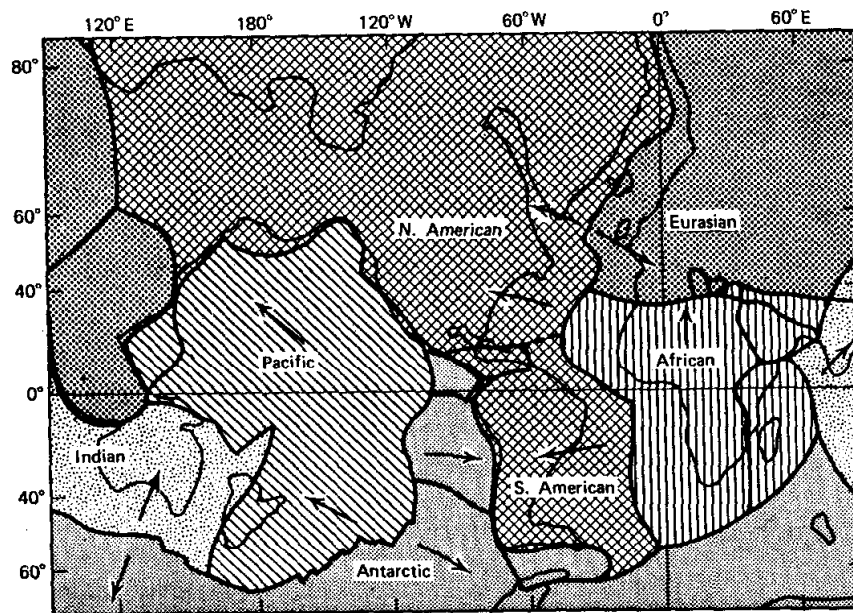 120°E 180° 120°W 60°W 0° 60°E
80°
60°
N. American
Eurasian
40°
Pacific
African
0°
Indian
S. American
40°
Antarctic
60°